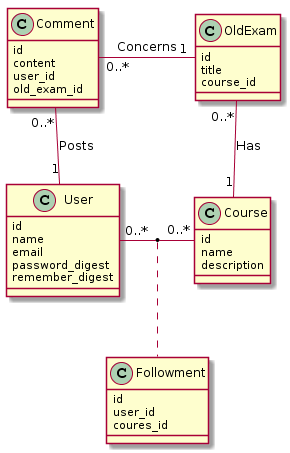 C Comment
id
content
user_id
old_exam_id
Concerns
0..*
1
C OldExam
id
title
course_id
0..*
Posts
1
0..*
Has
1
C User
id
name
email
password_digest
remember_digest
0..*
0..*
C Course
id
name
description
C Followment
id
user_id
coures_id